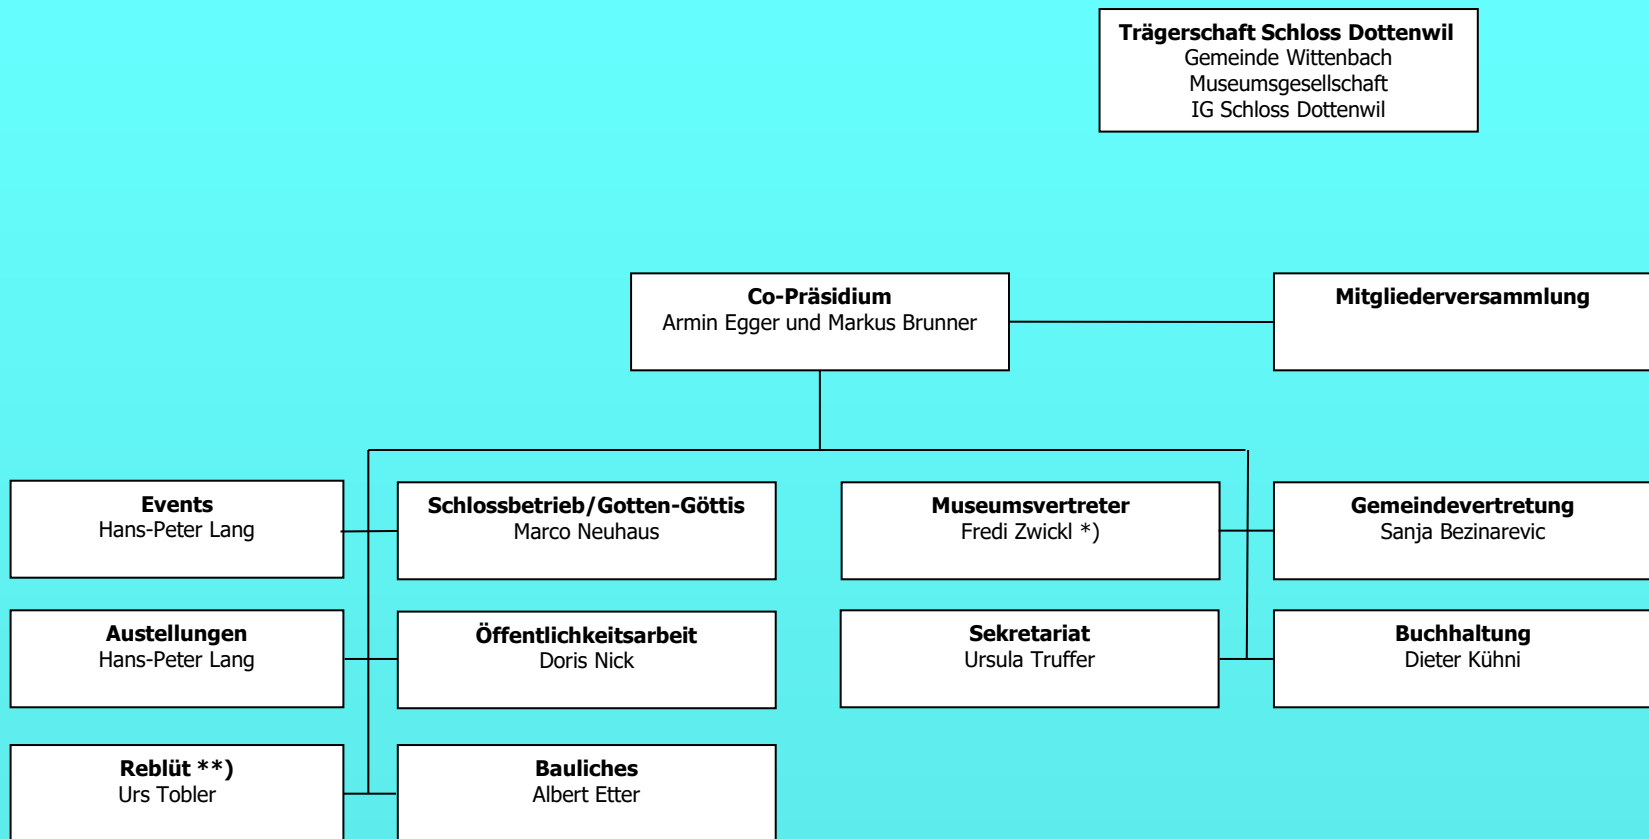 Trägerschaft Schloss Dottenwil
Gemeinde Wittenbach
Museumsgesellschaft
IG Schloss Dottenwil
Co-Präsidium
Armin Egger und Markus Brunner
Mitgliederversammlung
Events
Hans-Peter Lang
Schlossbetrieb/Gotten-Göttis
Marco Neuhaus
Museumsvertreter
Fredi Zwickl *)
Gemeindevertretung
Sanja Bezinarevic
Austellungen
Hans-Peter Lang
Öffentlichkeitsarbeit
Doris Nick
Sekretariat
Ursula Truffer
Buchhaltung
Dieter Kühni
Reblüt **)
Urs Tobler
Bauliches
Albert Etter